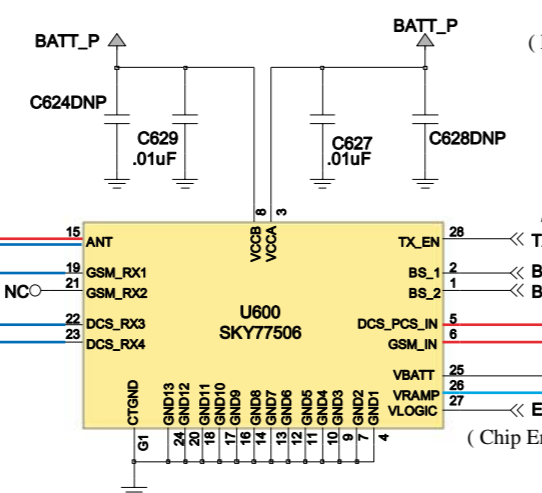 BATT_P
BATT_P
(
C624DNP
C629
.01uF
C627
.01uF
C628DNP
8
3
VCCB
VCCA
15
ANT
TX_EN
28
T
19
GSM_RX1
BS_1
2
B
NC
21
GSM_RX2
BS_2
1
B
U600
SKY77506
22
DCS_RX3
DCS_PCS_IN
5
23
DCS_RX4
GSM_IN
6
VBATT
25
VRAMP
26
VLOGIC
27
E
CTGND
GND13
GND12
GND11
GND10
GND9
GND8
GND7
GND6
GND5
GND4
GND3
GND2
GND1
G1
24
20
18
17
16
14
13
12
11
10
9
7
4
( Chip En